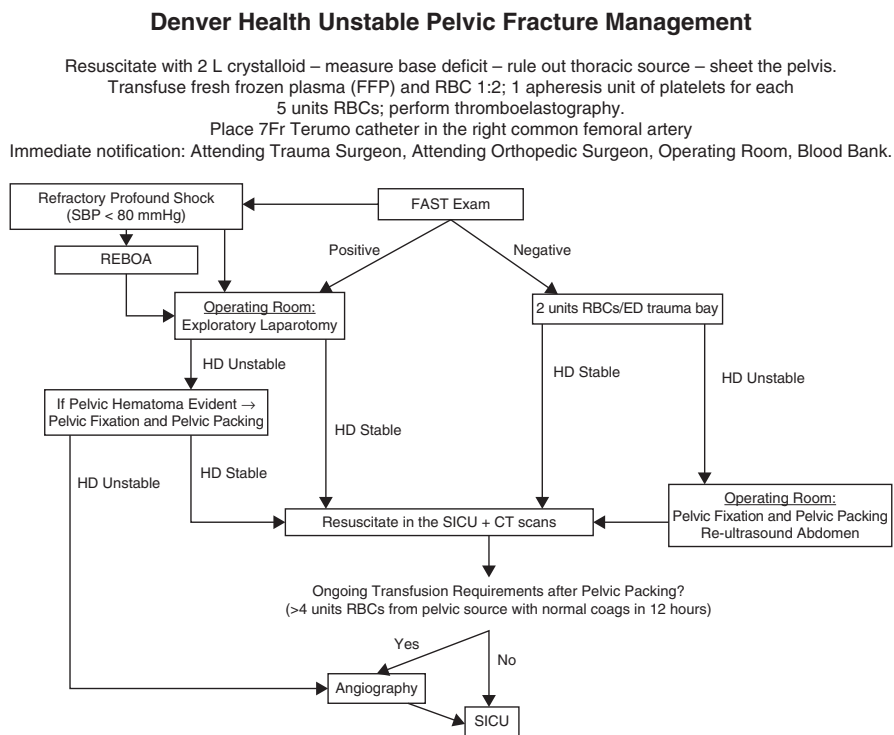 Denver Health Unstable Pelvic Fracture Management
Resuscitate with 2 L crystalloid – measure base deficit – rule out thoracic source – sheet the pelvis.
Transfuse fresh frozen plasma (FFP) and RBC 1:2; 1 apheresis unit of platelets for each
5 units RBCs; perform thromboelastography.
Place 7Fr Terumo catheter in the right common femoral artery
Immediate notification: Attending Trauma Surgeon, Attending Orthopedic Surgeon, Operating Room, Blood Bank.
Refractory Profound Shock
(SBP < 80 mmHg)
FAST Exam
REBOA
Positive
Negative
Operating Room:
Exploratory Laparotomy
2 units RBCs/ED trauma bay
HD Unstable
HD Stable
HD Unstable
If Pelvic Hematoma Evident →
Pelvic Fixation and Pelvic Packing
HD Stable
HD Unstable
HD Stable
Operating Room:
Pelvic Fixation and Pelvic Packing
Re-ultrasound Abdomen
Resuscitate in the SICU + CT scans
Ongoing Transfusion Requirements after Pelvic Packing?
(>4 units RBCs from pelvic source with normal coags in 12 hours)
Yes
No
Angiography
SICU